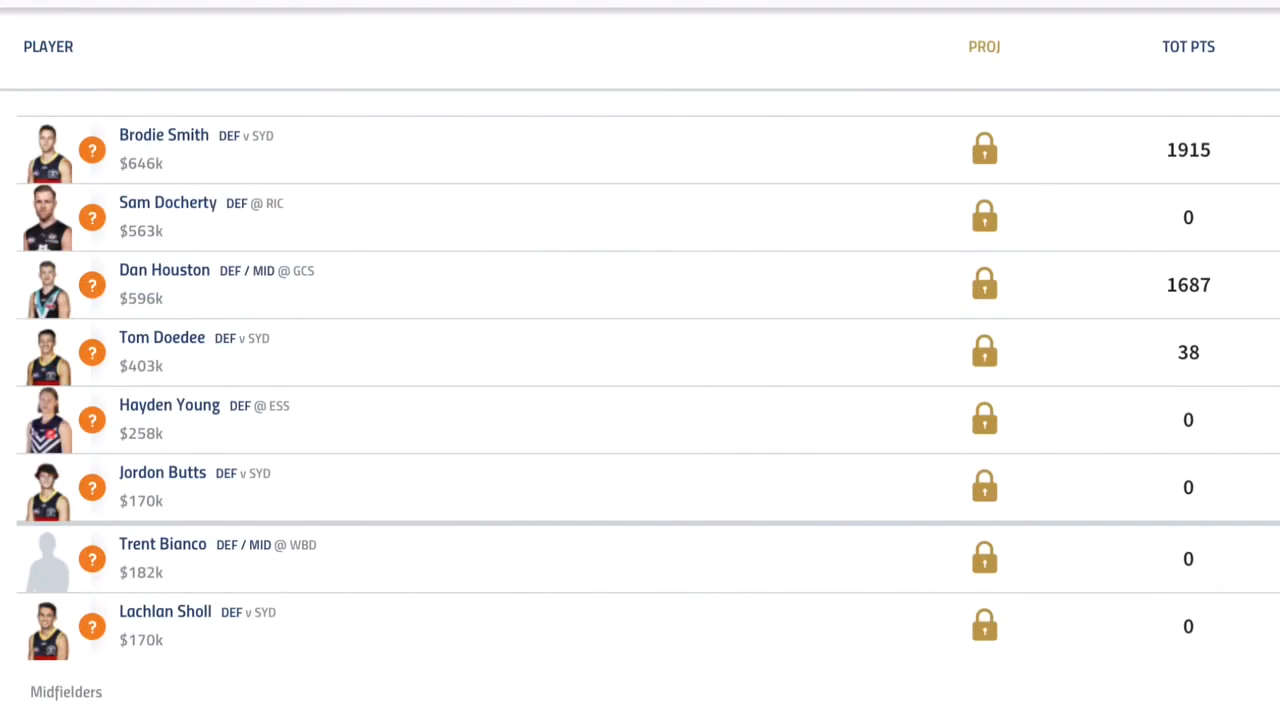 PLAYER PROJ TOT PTS
Brodie Smith DEF v SYD
$646k
? 1915
Sam Docherty DEF @ RIC
$563k
? 0
Dan Houston DEF / MID @ GCS
$596k
? 1687
Tom Doedee DEF v SYD
$403k
? 38
Hayden Young DEF @ ESS
$258k
? 0
Jordon Butts DEF v SYD
$170k
? 0
Trent Bianco DEF / MID @ WBD
$182k
? 0
Lachlan Sholl DEF v SYD
$170k
? 0
Midfielders